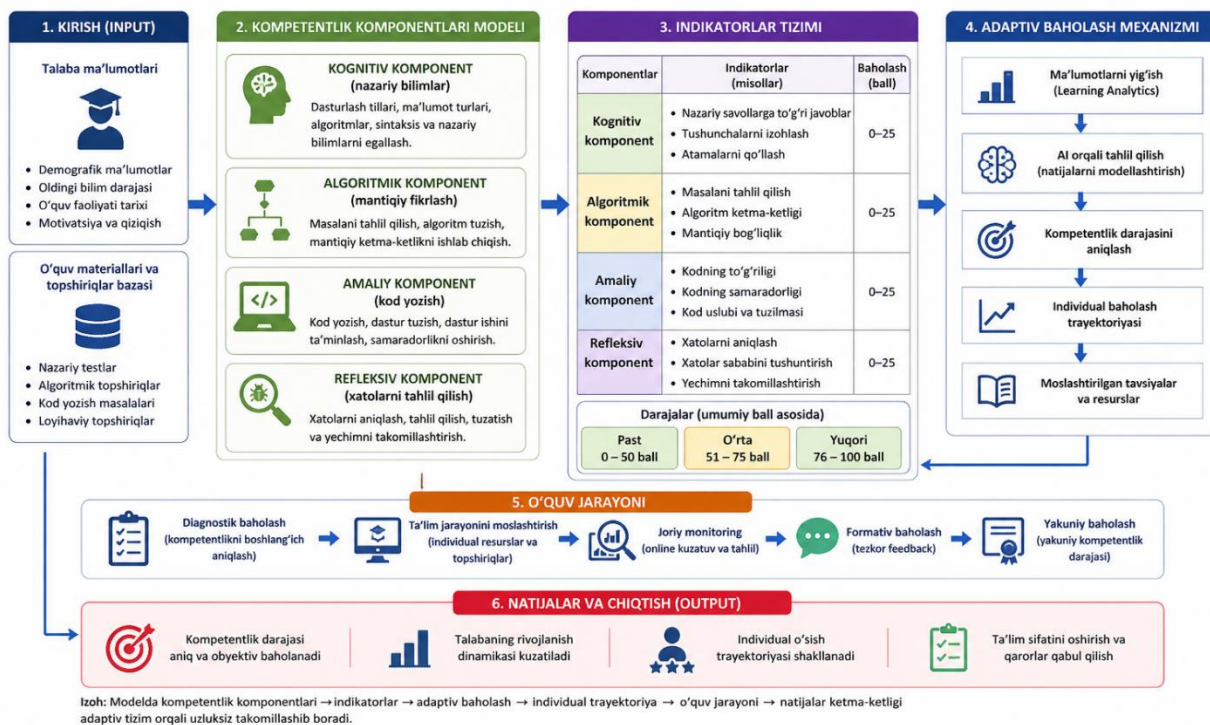 1. KIRISH (INPUT)
Talaba ma’lumotlari
• Demografik ma’lumotlar
• Oldingi bilim darajasi
• O‘quv faoliyati tarixi
• Motivatsiya va qiziqish
O‘quv materiallari va
topshiriqlar bazasi
• Nazariy testlar
• Algoritmik topshiriqlar
• Kod yozish masalalari
• Loyihaviy topshiriqlar
2. KOMPETENTLIK KOMPONENTLARI MODELI
KOGNITIV KOMPONENT
(nazariy bilimlar)
Dasturlash tillari, ma’lumot turlari,
algoritmlar, sintaksis va nazariy
bilimlarni egallash.
ALGORITMIK KOMPONENT
(mantiqiy fikrlash)
Masalani tahlil qilish, algoritm tuzish,
mantiqiy ketma-ketlikni ishlab chiqish.
</>
AMALIY KOMPONENT
(kod yozish)
Kod yozish, dastur tuzish, dastur ishini
ta’minlash, samaradorlikni oshirish.
REFLEKSIV KOMPONENT
(xatolarni tahlil qilish)
Xatolarni aniqlash, tahlil qilish, tuzatish
va yechimni takomillashtirish.
3. INDIKATORLAR TIZIMI
Komponentlar
Indikatorlar
(misollar)
Baholash
(ball)
Kognitiv
komponent
• Nazariy savollarga to‘g‘ri javoblar
• Tushunchalarni izohlash
• Atamalarni qo‘llash
0–25
Algoritmik
komponent
• Masalani tahlil qilish
• Algoritm ketma-ketligi
• Mantiqiy bog‘liqlik
0–25
Amaliy
komponent
• Kodning to‘g‘riligi
• Kodning samaradorligi
• Kod uslubi va tuzilmasi
0–25
Refleksiv
komponent
• Xatolarni aniqlash
• Xatolar sababini tushuntirish
• Yechimni takomillashtirish
0–25
Darajalar (umumiy ball asosida)
Past
0 – 50 ball
O‘rta
51 – 75 ball
Yuqori
76 – 100 ball
4. ADAPTIV BAHOLASH MEXANIZMI
Ma’lumotlarni yig‘ish
(Learning Analytics)
AI orqali tahlil qilish
(natijalarni modellashtirish)
Kompetentlik darajasini
aniqlash
Individual baholash
trayektoriyasi
Moslashtirilgan tavsiyalar
va resurslar
5. O‘QUV JARAYONI
Diagnostik baholash
(kompetentlikni boshlang‘ich
aniqlash)
Ta’lim jarayonini moslashtirish
(individual resurslar va
topshiriqlar)
Joriy monitoring
(online kuzatuv va tahlil)
Formativ baholash
(tezkor feedback)
Yakuniy baholash
(yakuniy kompetentlik
darajasi)
6. NATIJALAR VA CHIQTISH (OUTPUT)
Kompetentlik darajasi
aniq va obyektiv baholanadi
Talabaning rivojlanish
dinamikasi kuzatiladi
Individual o‘sish
trayektoriyasi shakllanadi
Ta’lim sifatini oshirish va
qarorlar qabul qilish
Izoh: Modelda kompetentlik komponentlari → indikatorlar → adaptiv baholash → individual trayektoriya → o‘quv jarayoni → natijalar ketma-ketligi
adaptiv tizim orqali uzluksiz takomillashib boradi.